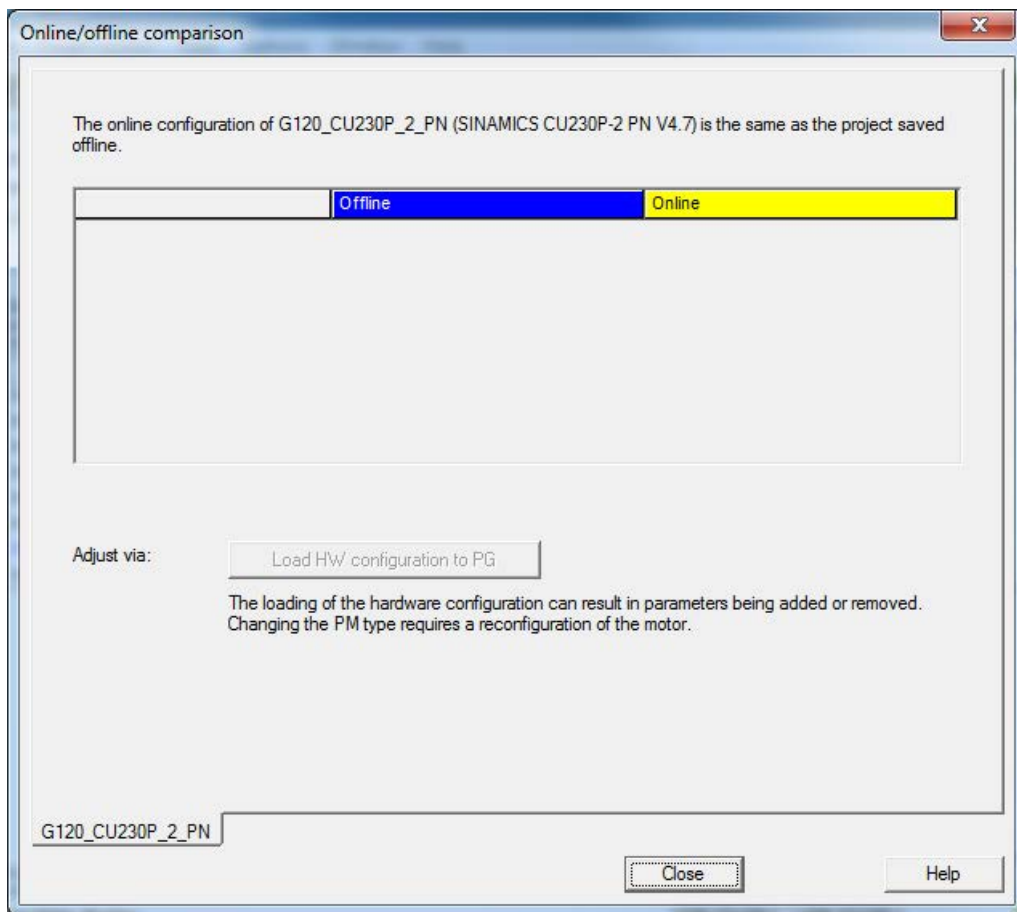 Online/offline comparison
The online configuration of G120_CU230P_2_PN (SINAMICS CU230P-2 PN V4.7) is the same as the project saved
offline.
Offline Online
Adjust via: Load HW configuration to PG
The loading of the hardware configuration can result in parameters being added or removed.
Changing the PM type requires a reconfiguration of the motor.
G120_CU230P_2_PN
Close Help